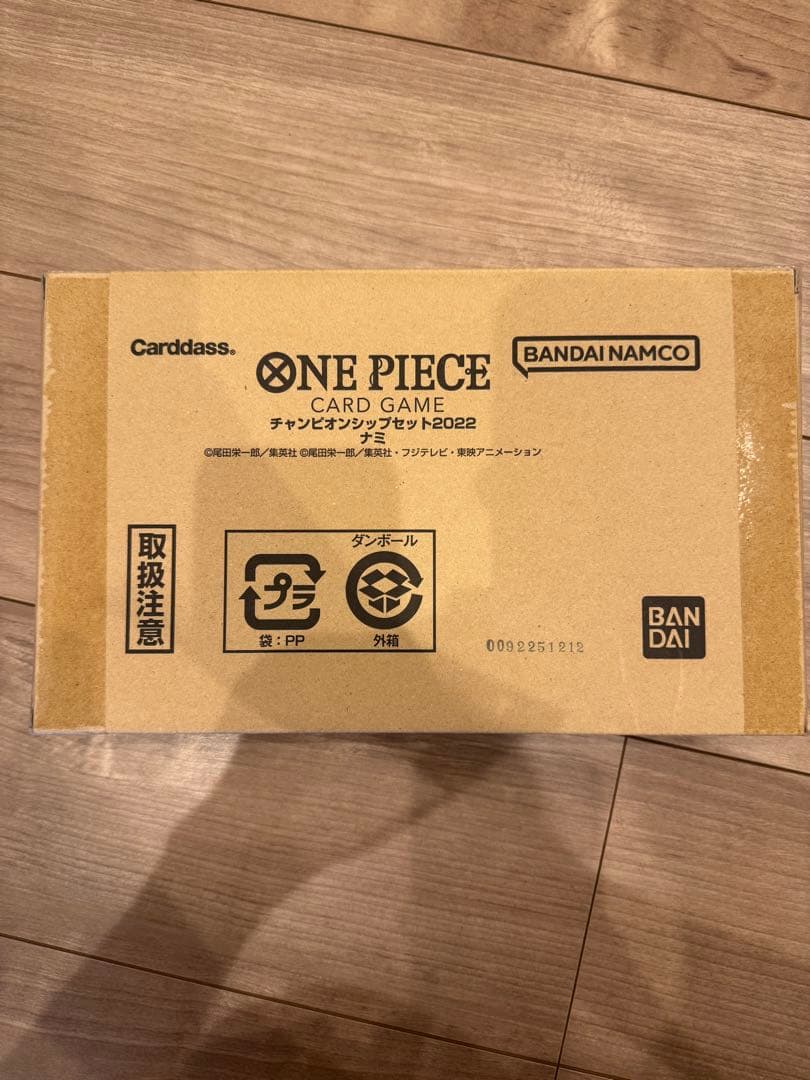 Carddass®
BANDAI NAMCO
ONE PIECE
CARD GAME
チャンピオンシップセット2022
ナミ
©尾田栄一郎／集英社 ©尾田栄一郎／集英社・フジテレビ・東映アニメーション
取扱注意
ダンボール
プラ
袋：PP
外箱
0092251212
BAN
DAI